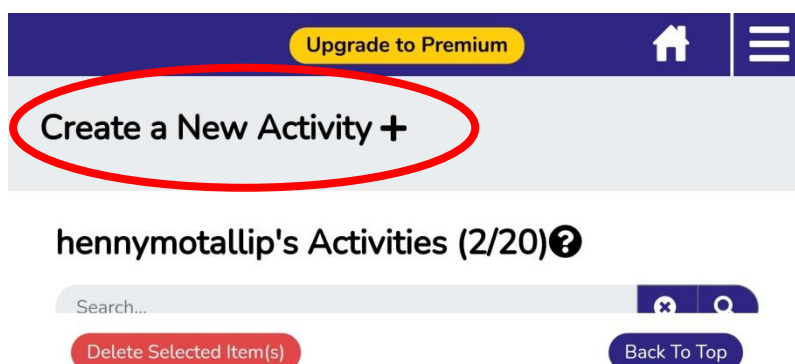 Upgrade to Premium
Create a New Activity +
hennymotallip's Activities (2/20)?
Search...
Delete Selected Item(s)
Back To Top